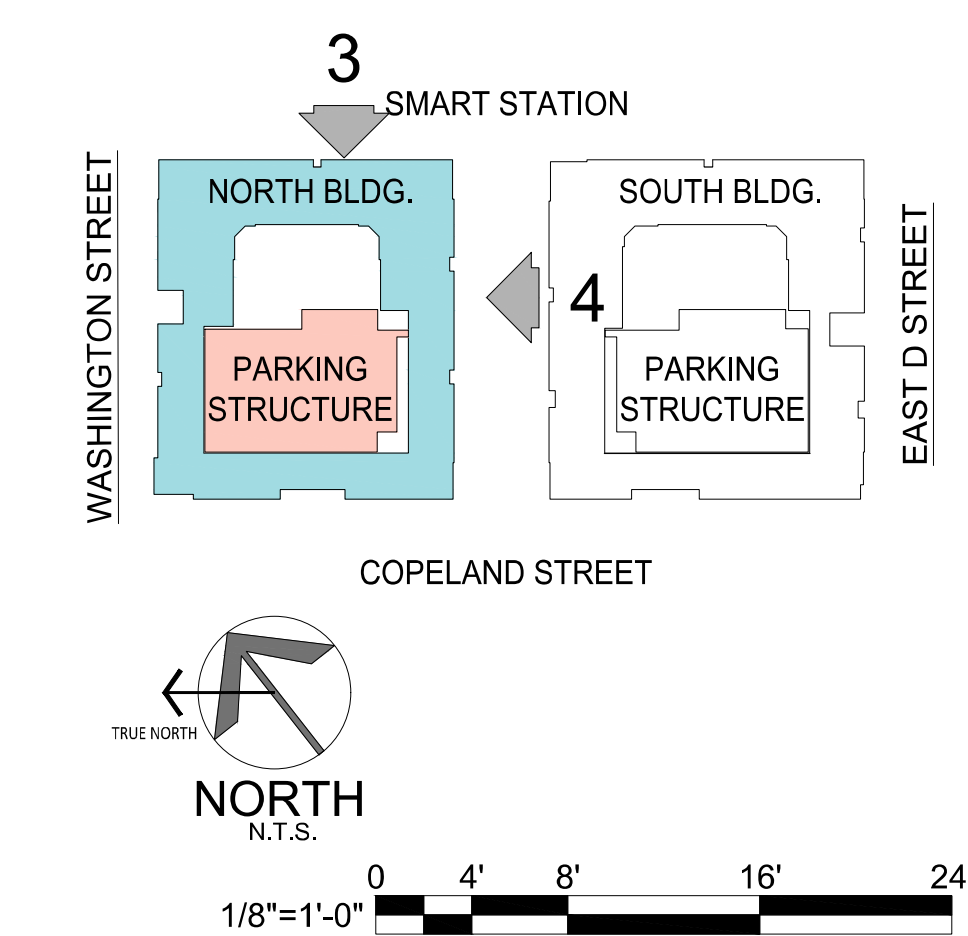 3
SMART STATION
WASHINGTON STREET
NORTH BLDG.
SOUTH BLDG.
EAST D STREET
4
PARKING
STRUCTURE
PARKING
STRUCTURE
COPELAND STREET
TRUE NORTH
NORTH
N.T.S.
0 4' 8' 16' 24
1/8"=1'-0"